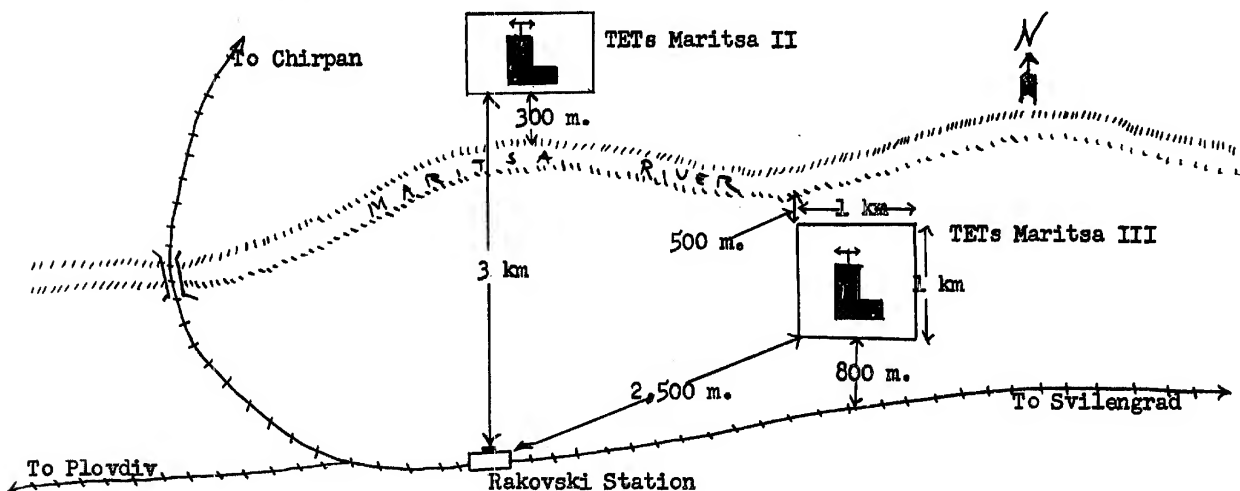 To Chirpan
TETs Maritsa II
N
300 m.
MARITSA RIVER
1 km
500 m.
TETs Maritsa III
3 km
1 km
2,500 m.
800 m.
To Svilengrad
To Plovdiv
Rakovski Station